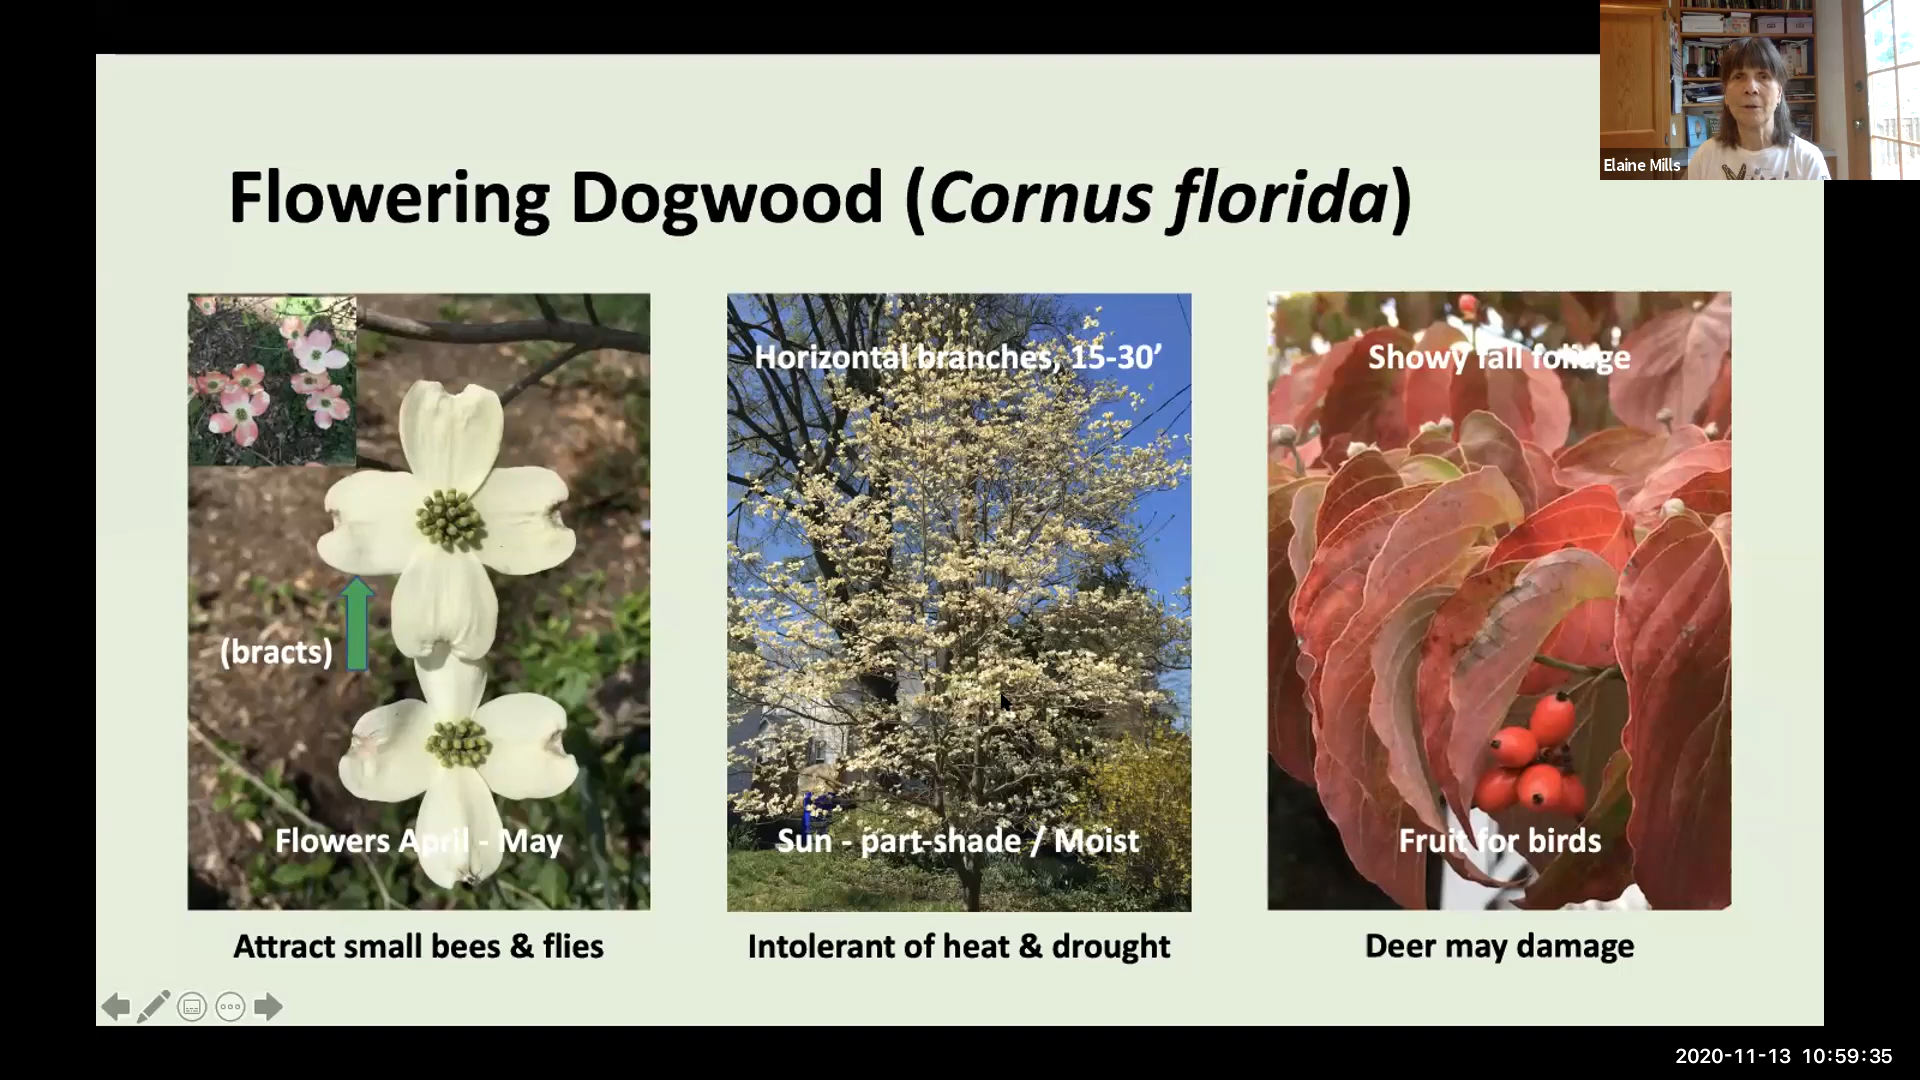 Elaine Mills
Flowering Dogwood (Cornus florida)
(bracts)
Flowers April - May
Attract small bees & flies
Horizontal branches, 15-30’
Sun - part-shade / Moist
Intolerant of heat & drought
Showy fall foliage
Fruit for birds
Deer may damage
2020-11-13 10:59:35